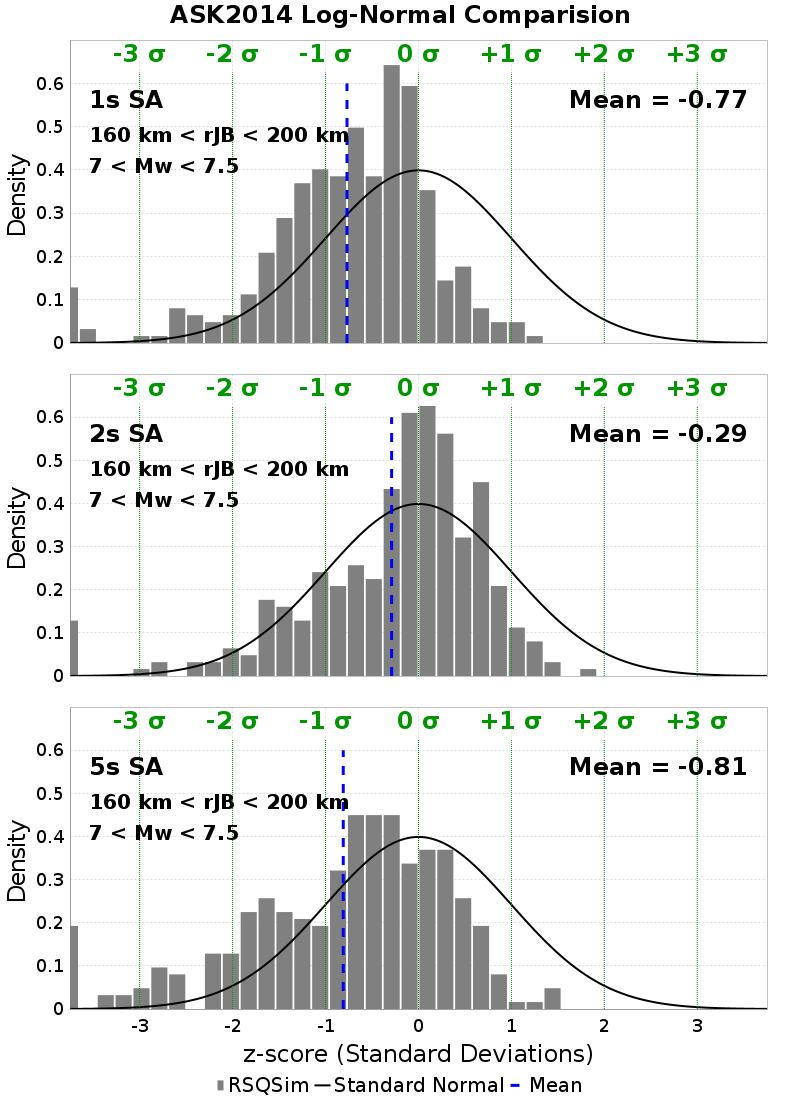 ASK2014 Log-Normal Comparision
-3 σ -2 σ -1 σ 0 σ +1 σ +2 σ +3 σ
1s SA
Mean = -0.77
160 km < rJB < 200 km
7 < Mw < 7.5
Density
0.6
0.5
0.4
0.3
0.2
0.1
0
-3 σ -2 σ -1 σ 0 σ +1 σ +2 σ +3 σ
2s SA
Mean = -0.29
160 km < rJB < 200 km
7 < Mw < 7.5
Density
0.6
0.5
0.4
0.3
0.2
0.1
0
-3 σ -2 σ -1 σ 0 σ +1 σ +2 σ +3 σ
5s SA
Mean = -0.81
160 km < rJB < 200 km
7 < Mw < 7.5
Density
0.6
0.5
0.4
0.3
0.2
0.1
0
-3 -2 -1 0 1 2 3
z-score (Standard Deviations)
RSQSim Standard Normal Mean